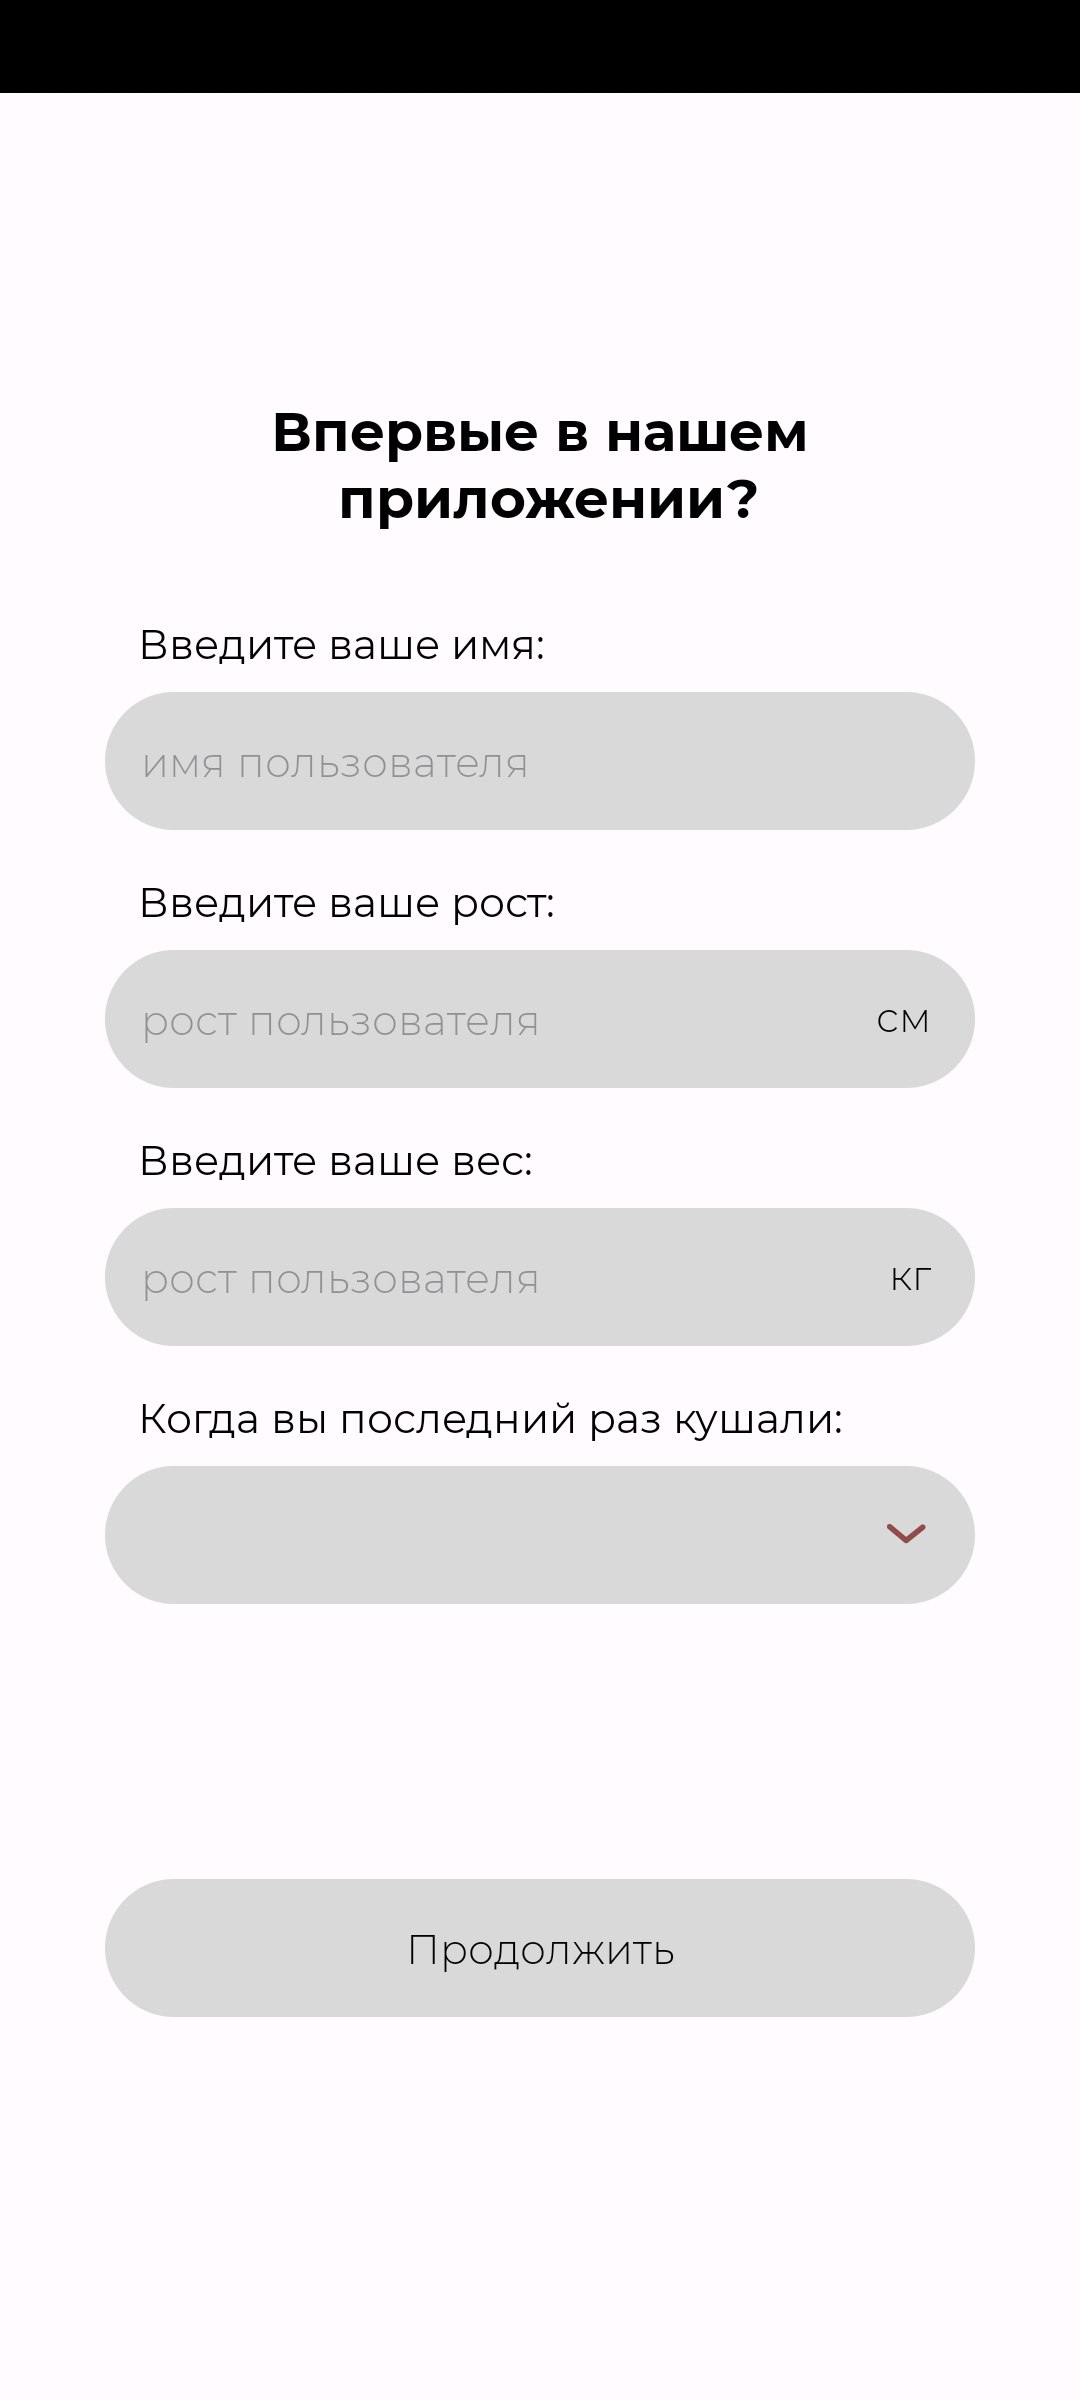 Впервые в нашем
приложении?
Введите ваше имя:
имя пользователя
Введите ваше рост:
рост пользователя
см
Введите ваше вес:
рост пользователя
кг
Когда вы последний раз кушали:
Продолжить